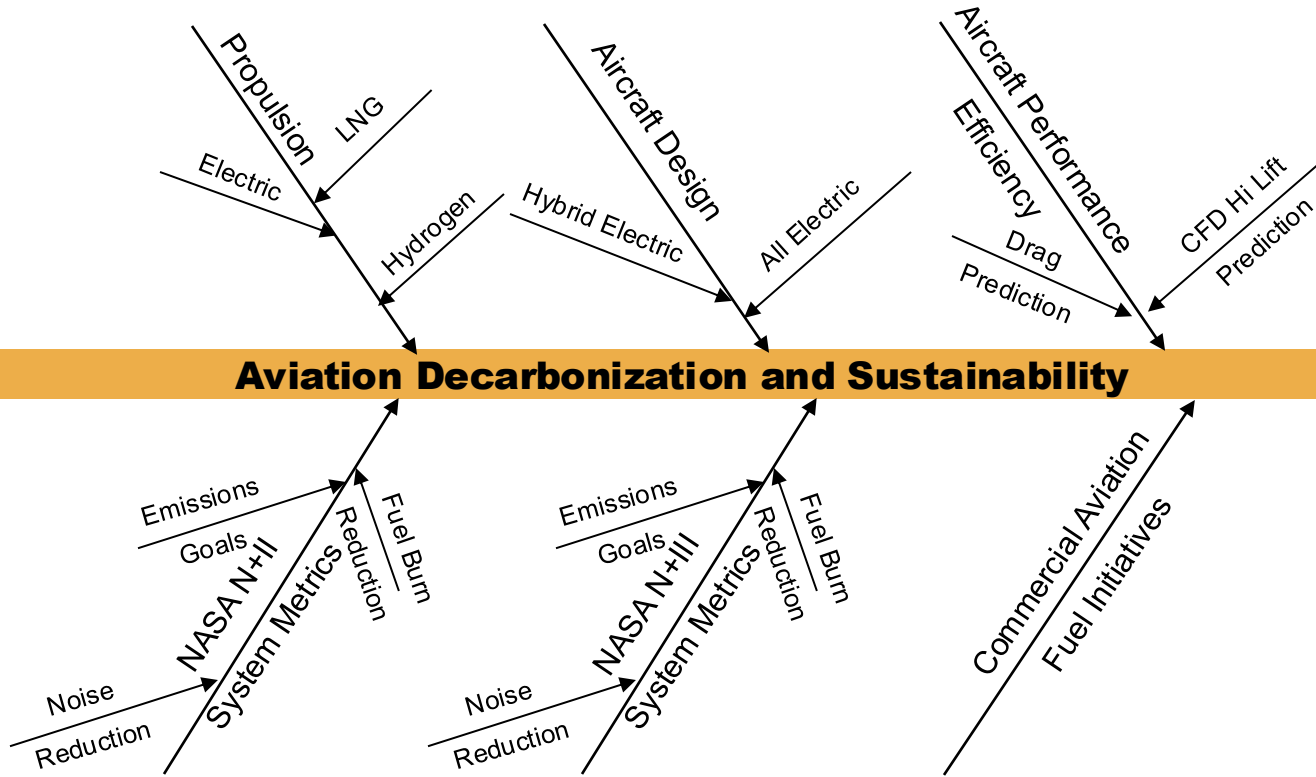 Propulsion
LNG
Electric
Hydrogen
Aircraft Design
Hybrid Electric
All Electric
Aircraft Performance
Efficiency
Drag
Prediction
CFD Hi Lift
Prediction
Aviation Decarbonization and Sustainability
Emissions
Goals
Fuel Burn
Reduction
NASA N+II
System Metrics
Noise
Reduction
Emissions
Goals
Fuel Burn
Reduction
NASA N+III
System Metrics
Noise
Reduction
Commercial Aviation
Fuel Initiatives